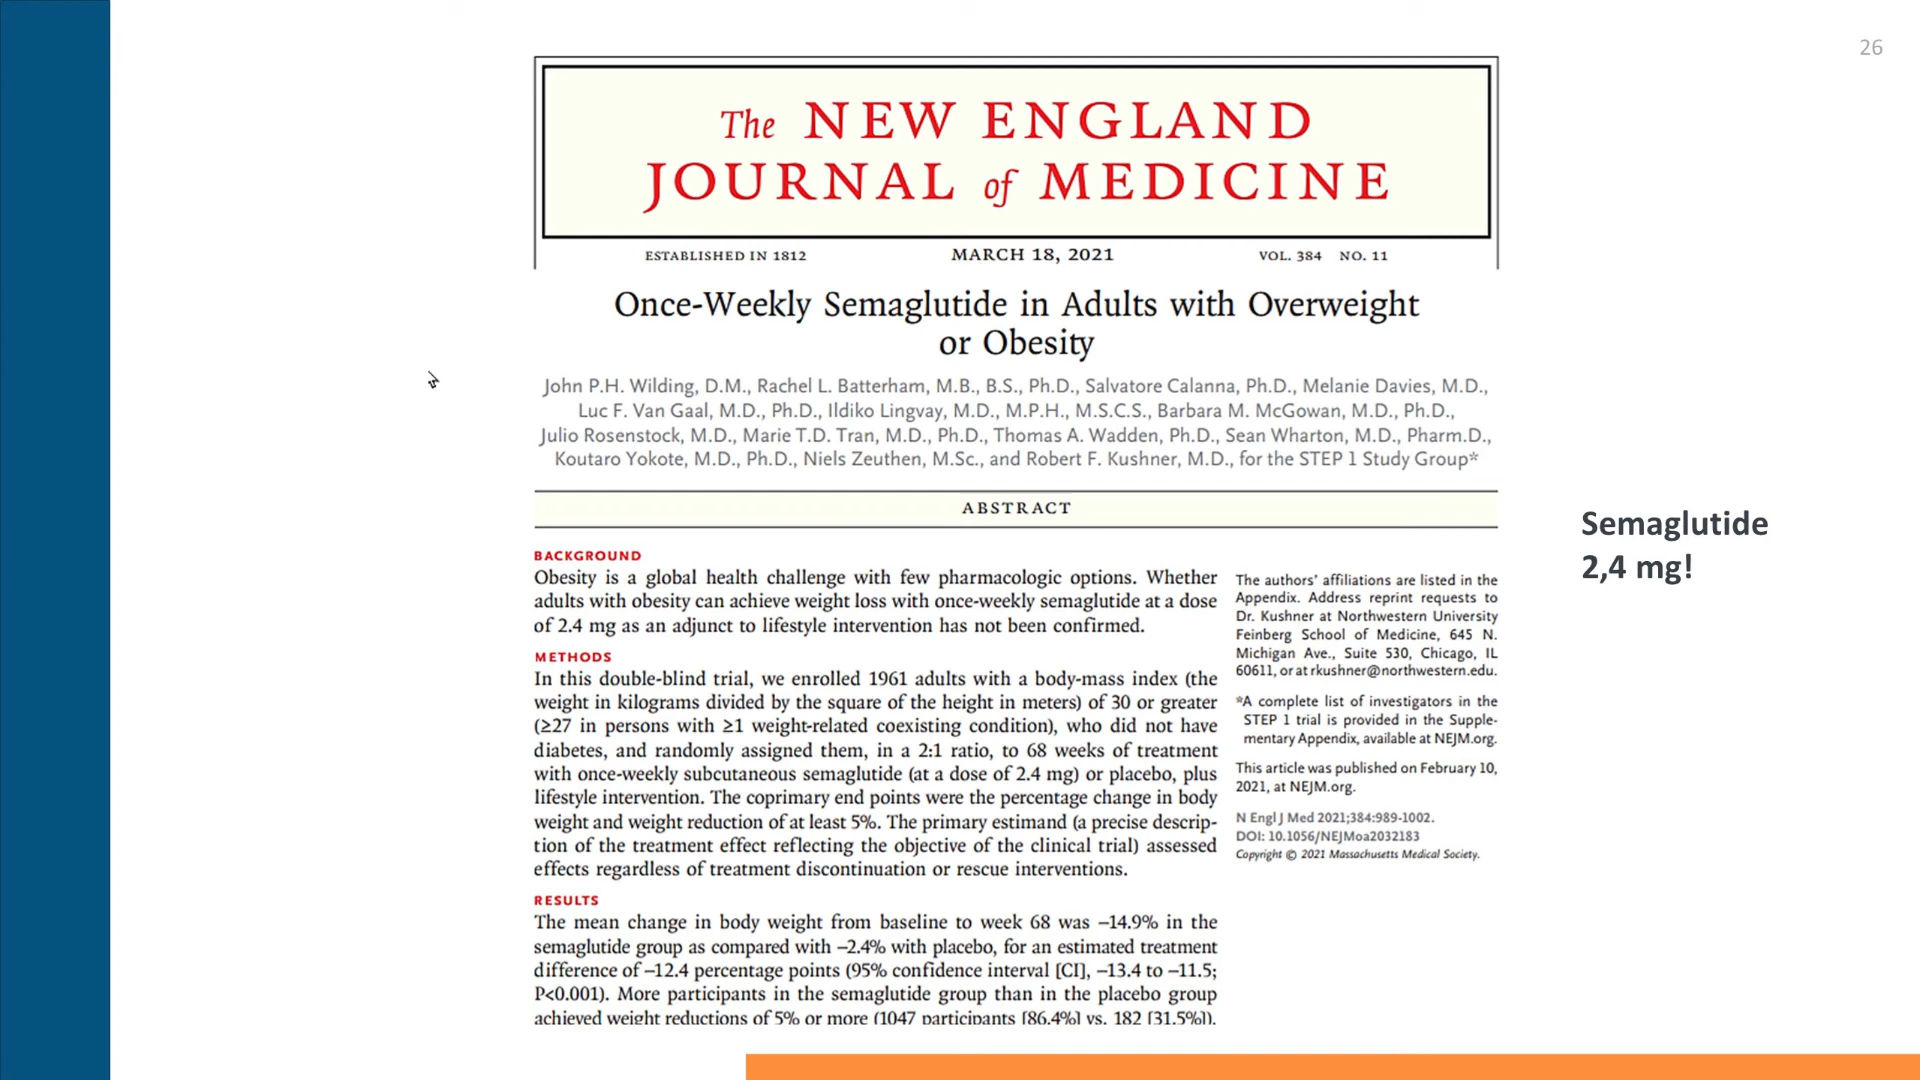 26
The NEW ENGLAND
JOURNAL of MEDICINE
ESTABLISHED IN 1812 MARCH 18, 2021 VOL. 384 NO. 11
Once-Weekly Semaglutide in Adults with Overweight
or Obesity
John P.H. Wilding, D.M., Rachel L. Batterham, M.B., B.S., Ph.D., Salvatore Calanna, Ph.D., Melanie Davies, M.D.,
Luc F. Van Gaal, M.D., Ph.D., Ildiko Lingvay, M.D., M.P.H., M.S.C.S., Barbara M. McGowan, M.D., Ph.D.,
Julio Rosenstock, M.D., Marie T.D. Tran, M.D., Ph.D., Thomas A. Wadden, Ph.D., Sean Wharton, M.D., Pharm.D.,
Koutaro Yokote, M.D., Ph.D., Niels Zeuthen, M.Sc., and Robert F. Kushner, M.D., for the STEP 1 Study Group*
ABSTRACT
BACKGROUND
Obesity is a global health challenge with few pharmacologic options. Whether
adults with obesity can achieve weight loss with once-weekly semaglutide at a dose
of 2.4 mg as an adjunct to lifestyle intervention has not been confirmed.
METHODS
In this double-blind trial, we enrolled 1961 adults with a body-mass index (the
weight in kilograms divided by the square of the height in meters) of 30 or greater
(≥27 in persons with ≥1 weight-related coexisting condition), who did not have
diabetes, and randomly assigned them, in a 2:1 ratio, to 68 weeks of treatment
with once-weekly subcutaneous semaglutide (at a dose of 2.4 mg) or placebo, plus
lifestyle intervention. The coprimary end points were the percentage change in body
weight and weight reduction of at least 5%. The primary estimand (a precise descrip-
tion of the treatment effect reflecting the objective of the clinical trial) assessed
effects regardless of treatment discontinuation or rescue interventions.
RESULTS
The mean change in body weight from baseline to week 68 was −14.9% in the
semaglutide group as compared with −2.4% with placebo, for an estimated treatment
difference of −12.4 percentage points (95% confidence interval [CI], −13.4 to −11.5;
P<0.001). More participants in the semaglutide group than in the placebo group
achieved weight reductions of 5% or more (1047 participants [86.4%] vs. 182 [31.5%]),
The authors' affiliations are listed in the
Appendix. Address reprint requests to
Dr. Kushner at Northwestern University
Feinberg School of Medicine, 645 N.
Michigan Ave., Suite 530, Chicago, IL
60611, or at rkushner@northwestern.edu.
*A complete list of investigators in the
STEP 1 trial is provided in the Supple-
mentary Appendix, available at NEJM.org.
This article was published on February 10,
2021, at NEJM.org.
N Engl J Med 2021;384:989-1002.
DOI: 10.1056/NEJMoa2032183
Copyright © 2021 Massachusetts Medical Society.
Semaglutide
2,4 mg!